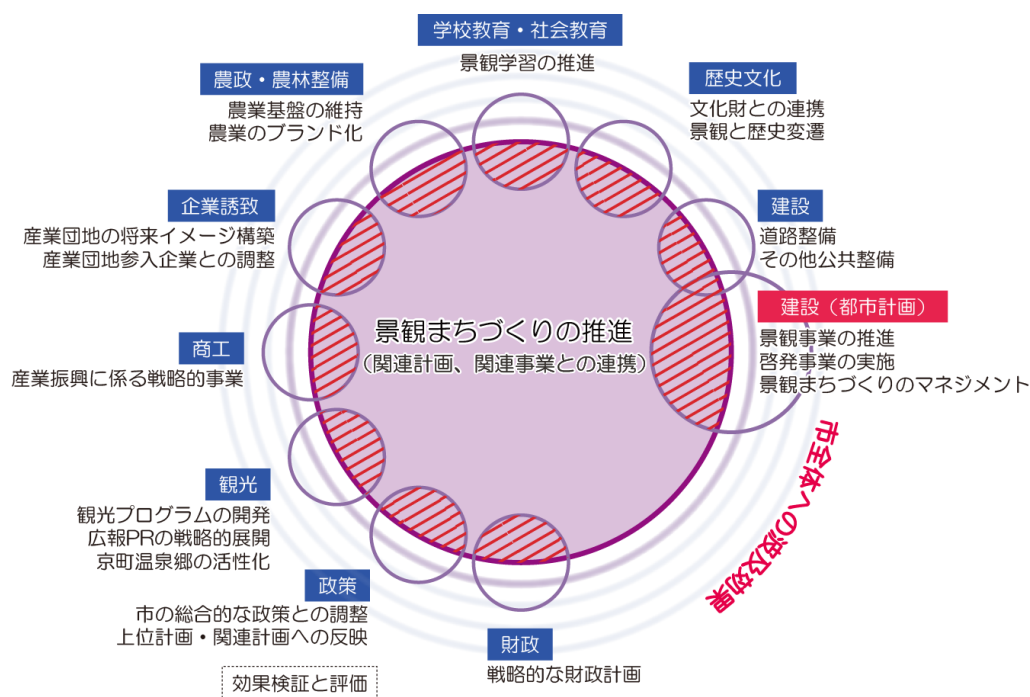 学校教育・社会教育
景観学習の推進
農政・農林整備
農業基盤の維持
農業のブランド化
歴史文化
文化財との連携
景観と歴史変遷
企業誘致
産業団地の将来イメージ構築
産業団地参入企業との調整
建設
道路整備
その他公共整備
建設（都市計画）
景観事業の推進
啓発事業の実施
景観まちづくりのマネジメント
景観まちづくりの推進
（関連計画、関連事業との連携）
商工
産業振興に係る戦略的事業
市全体への波及効果
観光
観光プログラムの開発
広報PRの戦略的展開
京町温泉郷の活性化
政策
市の総合的な政策との調整
上位計画・関連計画への反映
財政
戦略的な財政計画
効果検証と評価